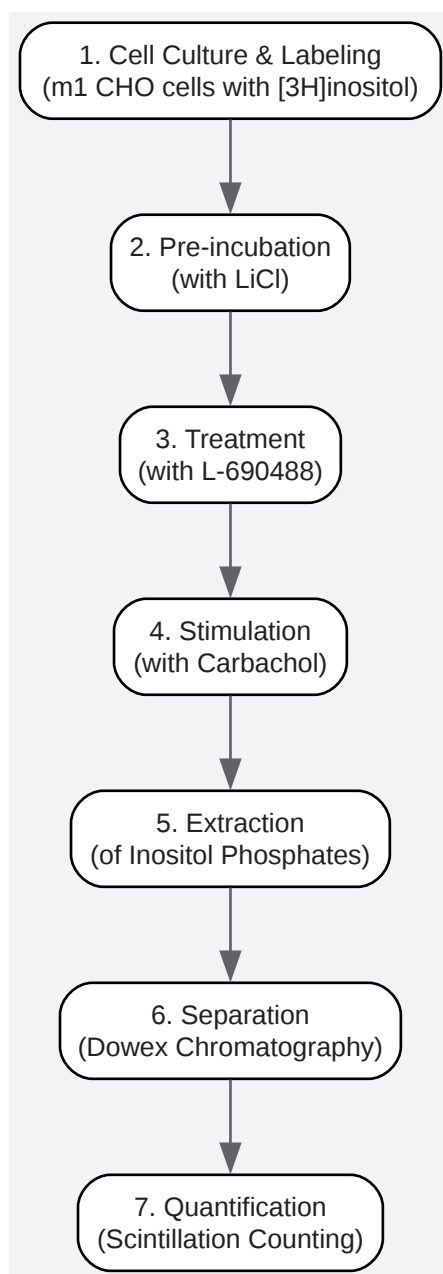 1. Cell Culture & Labeling
(m1 CHO cells with [3H]inositol)
2. Pre-incubation
(with LiCl)
3. Treatment
(with L-690488)
4. Stimulation
(with Carbachol)
5. Extraction
(of Inositol Phosphates)
6. Separation
(Dowex Chromatography)
7. Quantification
(Scintillation Counting)